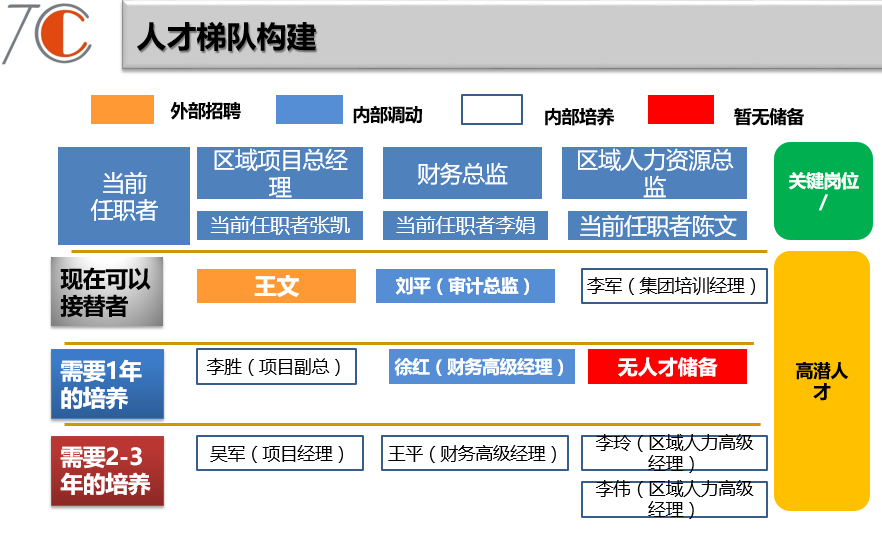 7C
人才梯队构建
外部招聘
内部调动
内部培养
暂无储备
当前
任职者
区域项目总经
理
财务总监
区域人力资源总
监
关键岗位
/
当前任职者张凯
当前任职者李娟
当前任职者陈文
现在可以
接替者
王文
刘平（审计总监）
李军（集团培训经理）
需要1年
的培养
李胜（项目副总）
徐红（财务高级经理）
无人才储备
高潜人
才
需要2-3
年的培养
吴军（项目经理）
王平（财务高级经理）
李玲（区域人力高级
经理）
李伟（区域人力高级
经理）